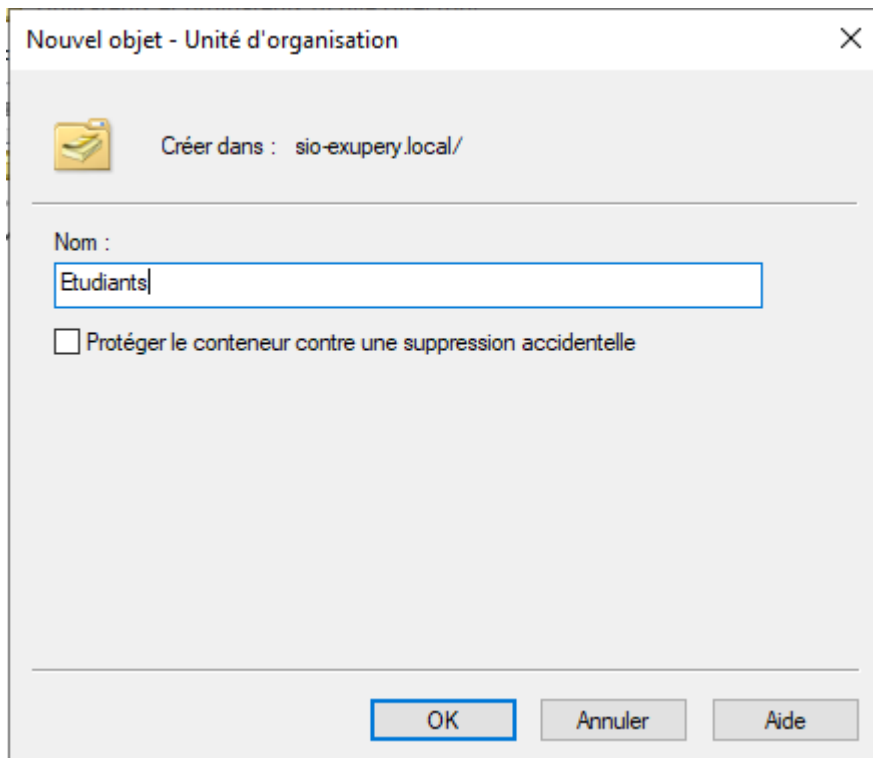 Nouvel objet - Unité d'organisation
Créer dans : sio-exupery.local/
Nom :
Etudiants
Protéger le conteneur contre une suppression accidentelle
OK Annuler Aide